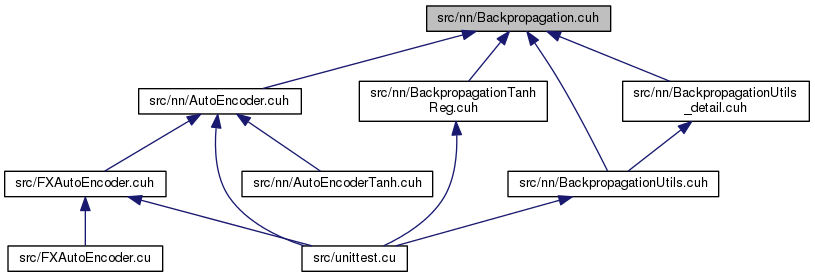 src/nn/Backpropagation.cuh
src/nn/AutoEncoder.cuh
src/nn/BackpropagationTanh
Reg.cuh
src/nn/BackpropagationUtils
_detail.cuh
src/FXAutoEncoder.cuh
src/nn/AutoEncoderTanh.cuh
src/nn/BackpropagationUtils.cuh
src/FXAutoEncoder.cu
src/unittest.cu